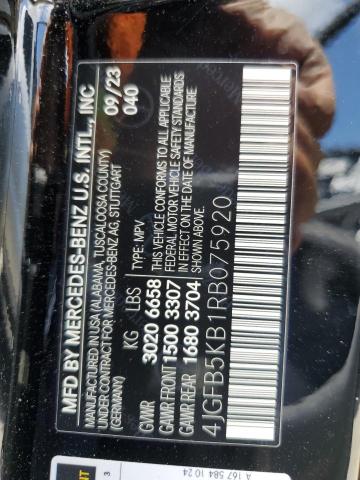 MFD BY MERCEDES-BENZ U.S. INTL., INC
MANUFACTURED IN USA (ALABAMA, TUSCALOOSA COUNTY)
UNDER CONTRACT FOR MERCEDES-BENZ AG, STUTTGART
09/23
040
TYPE: MPV
KG LBS
GVWR 3020 6658
GAWR FRONT 1500 3307
GAWR REAR 1680 3704
THIS VEHICLE CONFORMS TO ALL APPLICABLE
FEDERAL MOTOR VEHICLE SAFETY STANDARDS
IN EFFECT ON THE DATE OF MANUFACTURE
SHOWN ABOVE.
4JGFB5KB1RB075920
A 167 584 10 24
3